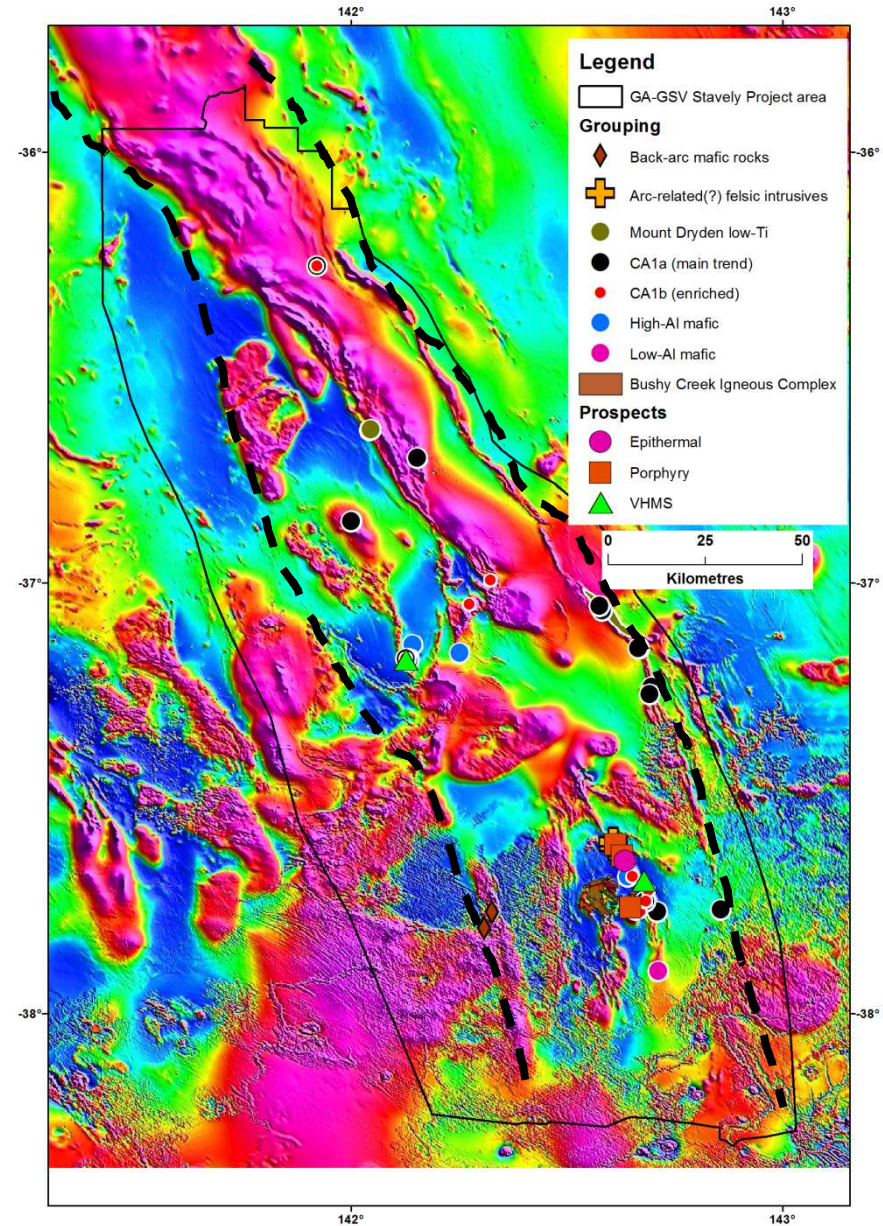 142°
143°
Legend
GA-GSV Stavely Project area
Grouping
Back-arc mafic rocks
Arc-related(?) felsic intrusives
Mount Dryden low-Ti
CA1a (main trend)
CA1b (enriched)
High-Al mafic
Low-Al mafic
Bushy Creek Igneous Complex
Prospects
Epithermal
Porphyry
VHMS
0 25 50
Kilometres
-36°
-36°
-37°
-37°
-38°
-38°
142°
143°